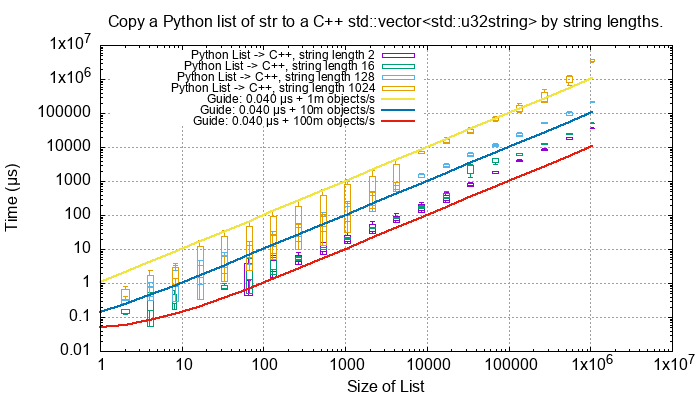 Copy a Python list of str to a C++ std::vector<std::u32string> by string lengths.
Time (µs)
1x10^7
1x10^6
100000
10000
1000
100
10
1
0.1
0.01
Python List -> C++, string length 2
Python List -> C++, string length 16
Python List -> C++, string length 128
Python List -> C++, string length 1024
Guide: 0.040 µs + 1m objects/s
Guide: 0.040 µs + 10m objects/s
Guide: 0.040 µs + 100m objects/s
1 10 100 1000 10000 100000 1x10^6 1x10^7
Size of List